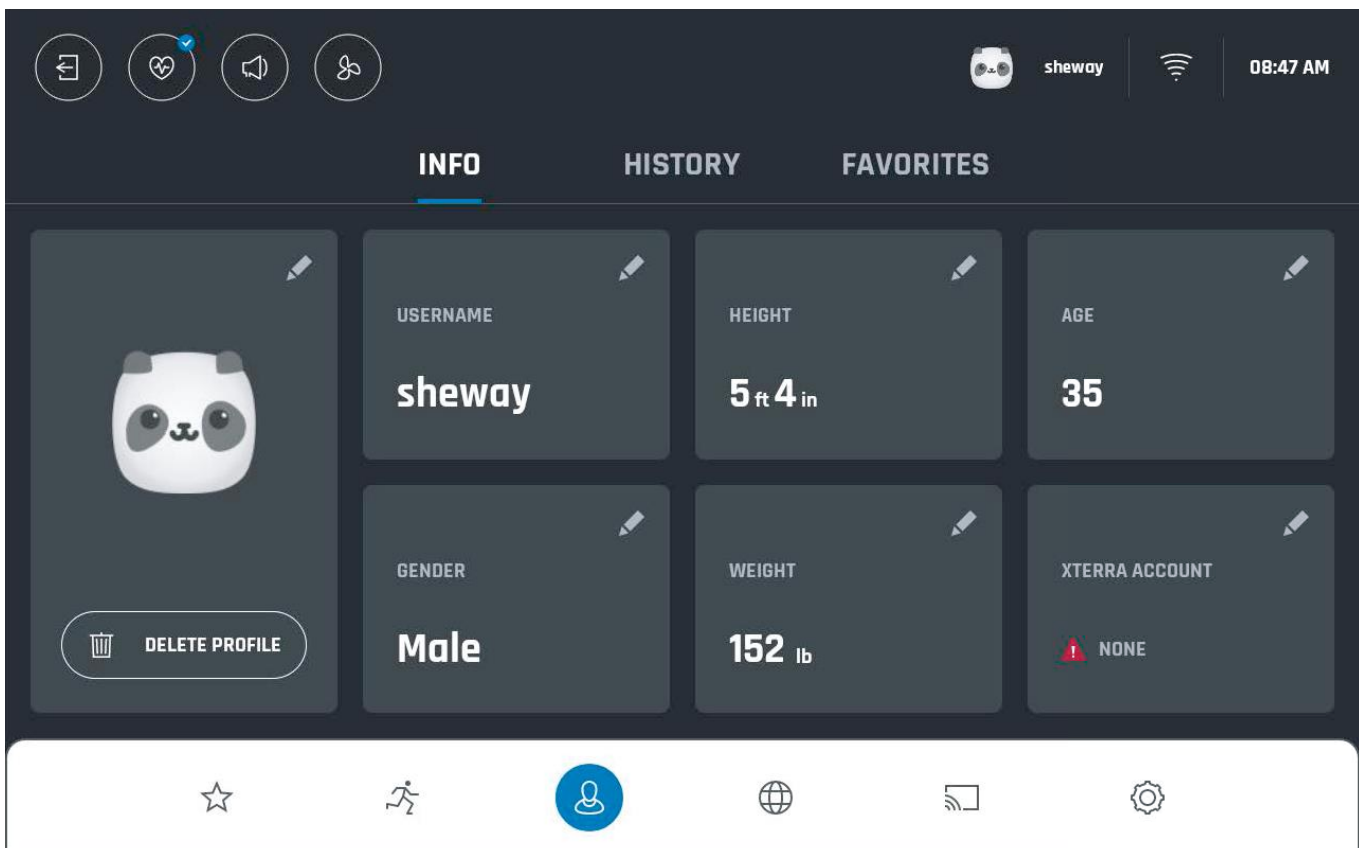 sheway
08:47 AM
INFO
HISTORY
FAVORITES
USERNAME
sheway
HEIGHT
5 ft 4 in
AGE
35
DELETE PROFILE
GENDER
Male
WEIGHT
152 lb
XTERRA ACCOUNT
NONE